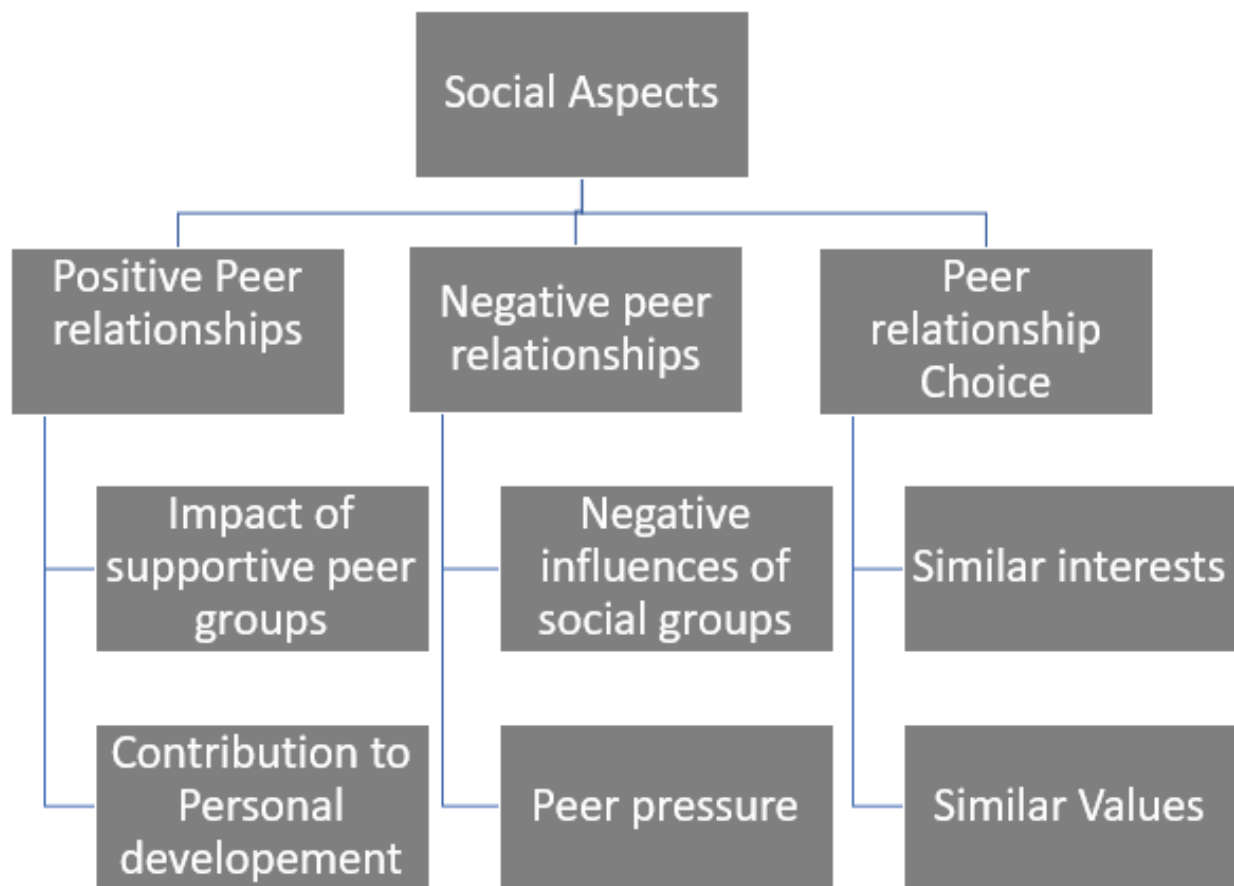 Social Aspects
Positive Peer
relationships
Negative peer
relationships
Peer
relationship
Choice
Impact of
supportive peer
groups
Negative
influences of
social groups
Similar interests
Contribution to
Personal
developement
Peer pressure
Similar Values